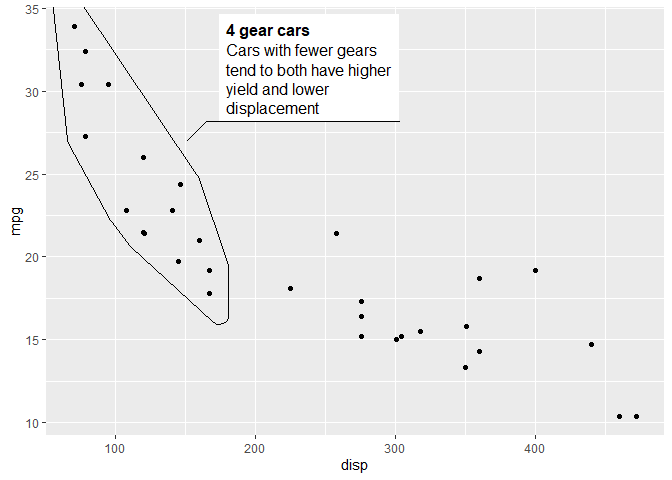 35
4 gear cars
Cars with fewer gears
tend to both have higher
yield and lower
displacement
30
25
mpg
20
15
10
100 200 300 400
disp